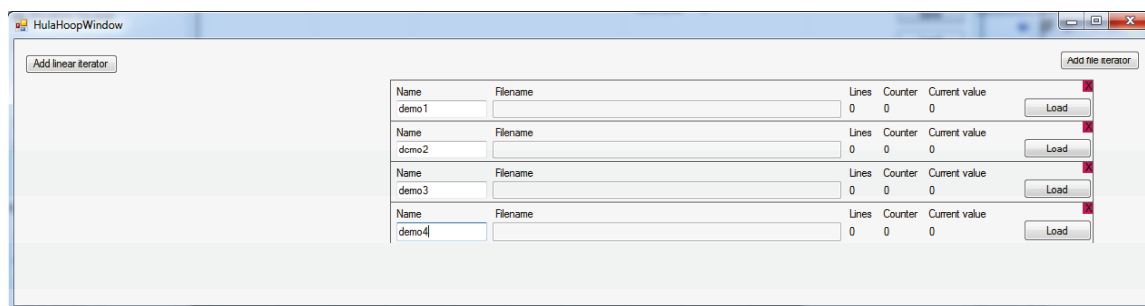 HulaHoopWindow
Add linear iterator
Add file iterator
Name Filename Lines Counter Current value X
demo1 0 0 0 Load
Name Filename Lines Counter Current value X
demo2 0 0 0 Load
Name Filename Lines Counter Current value X
demo3 0 0 0 Load
Name Filename Lines Counter Current value X
demo4 0 0 0 Load